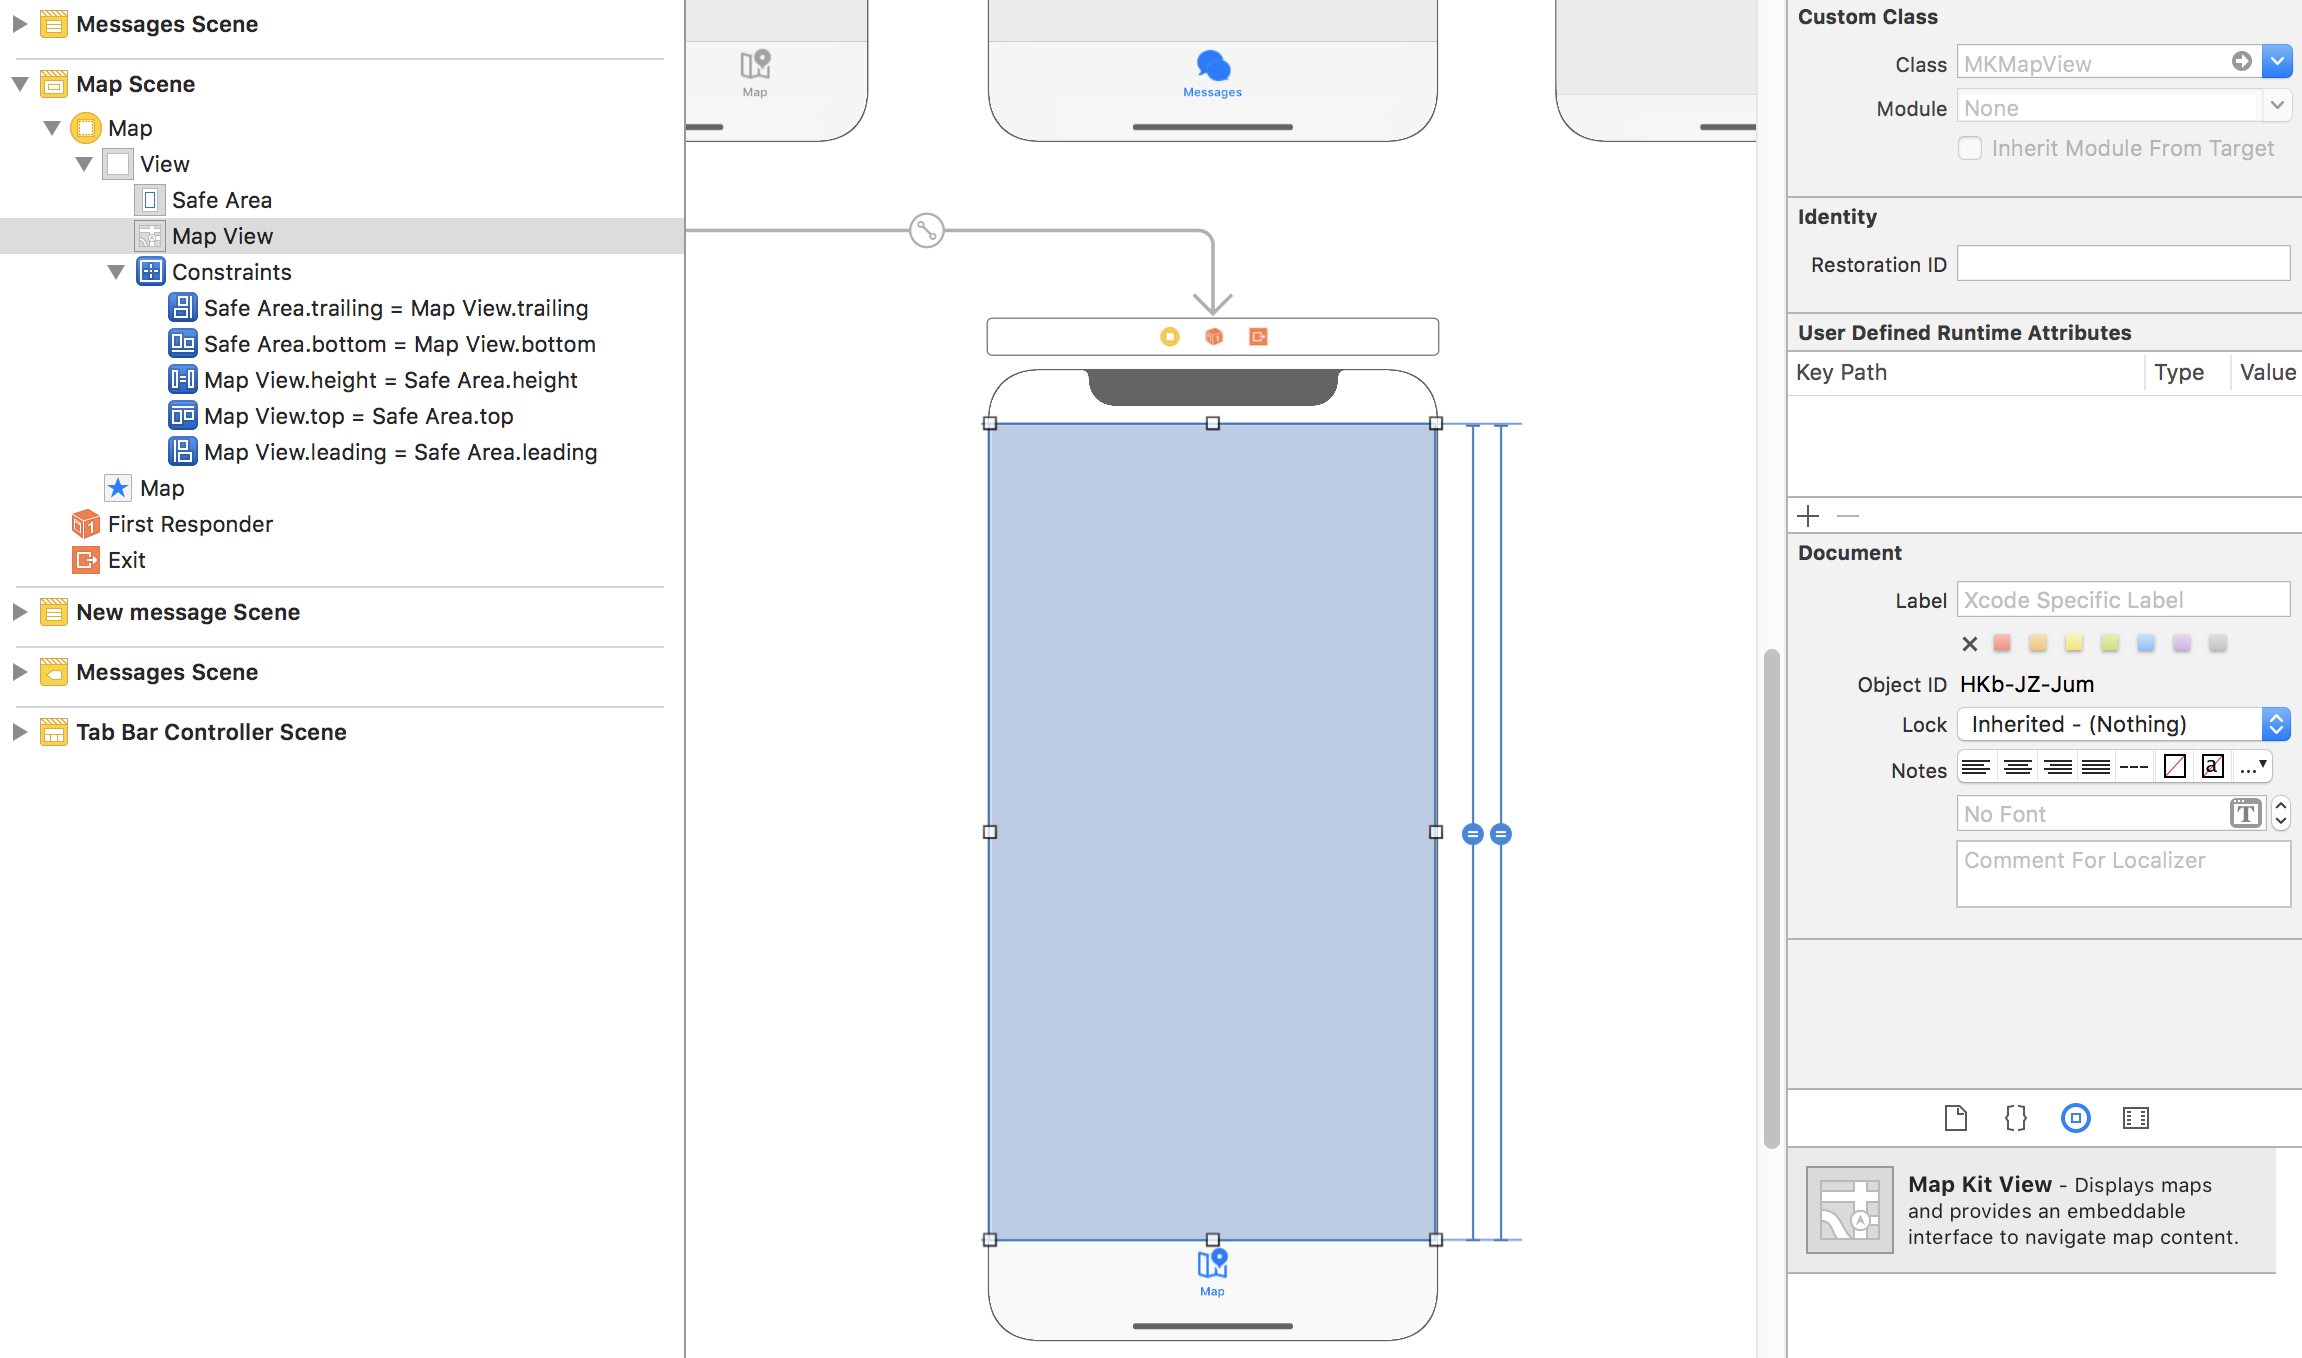 Messages Scene
Map Scene
Map
View
Safe Area
Map View
Constraints
Safe Area.trailing = Map View.trailing
Safe Area.bottom = Map View.bottom
Map View.height = Safe Area.height
Map View.top = Safe Area.top
Map View.leading = Safe Area.leading
Map
First Responder
Exit
New message Scene
Messages Scene
Tab Bar Controller Scene
Map
Messages
Map
Custom Class
Class MKMapView
Module None
Inherit Module From Target
Identity
Restoration ID
User Defined Runtime Attributes
Key Path Type Value
Document
Label Xcode Specific Label
Object ID HKb-JZ-Jum
Lock Inherited - (Nothing)
Notes
No Font
Comment For Localizer
Map Kit View - Displays maps
and provides an embeddable
interface to navigate map content.